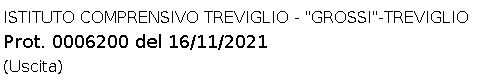 ISTITUTO COMPRENSIVO TREVIGLIO - "GROSSI"-TREVIGLIO
Prot. 0006200 del 16/11/2021
(Uscita)